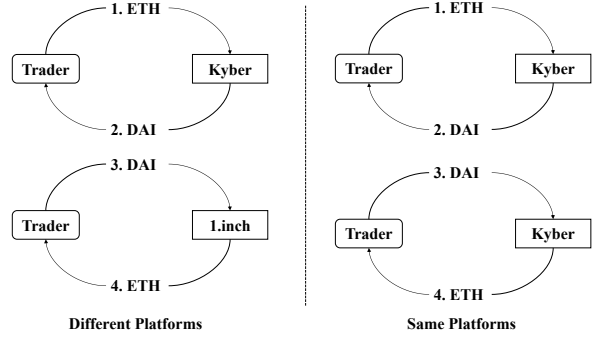 1. ETH
Trader
Kyber
2. DAI
3. DAI
Trader
1.inch
4. ETH
Different Platforms
1. ETH
Trader
Kyber
2. DAI
3. DAI
Trader
Kyber
4. ETH
Same Platforms